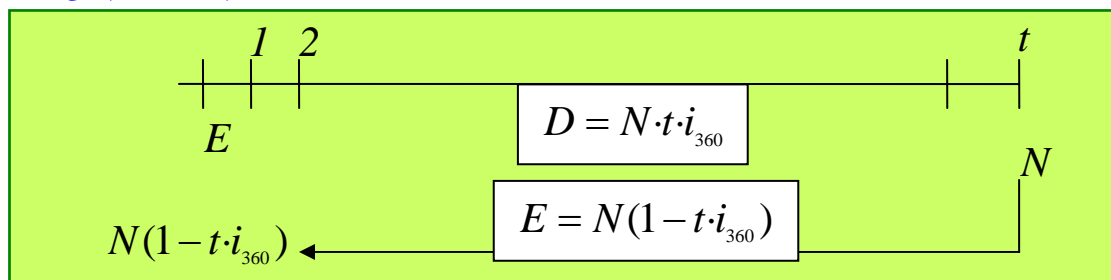 1 2 t
D = N·t·i₃₆₀
E
N
E = N(1 − t·i₃₆₀)
N(1 − t·i₃₆₀)